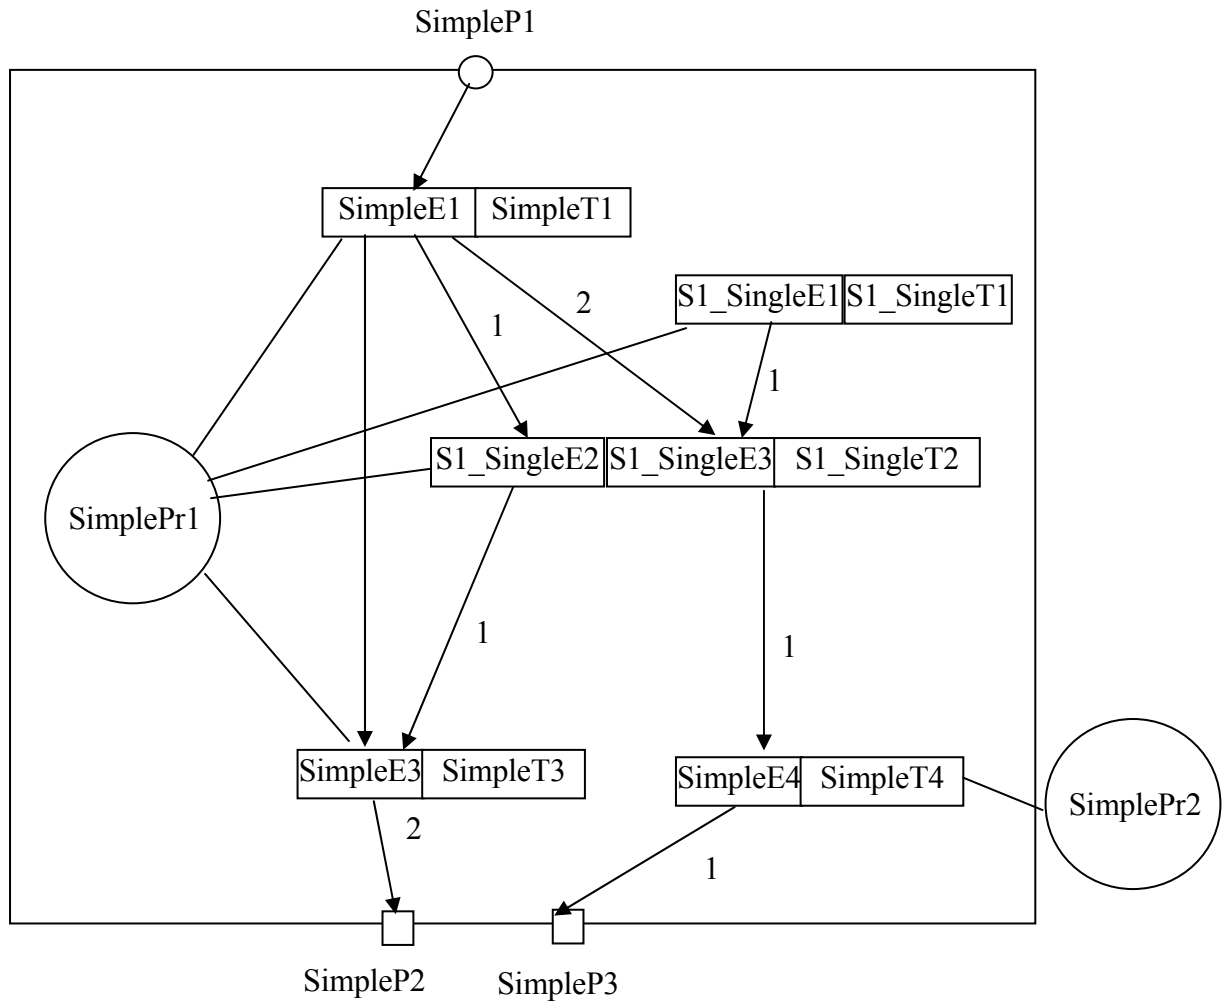 SimpleP1
SimpleE1 SimpleT1
S1_SingleE1 S1_SingleT1
1
2
1
S1_SingleE2 S1_SingleE3 S1_SingleT2
SimplePr1
1
1
SimpleE3 SimpleT3
SimpleE4 SimpleT4
SimplePr2
2
1
SimpleP2
SimpleP3